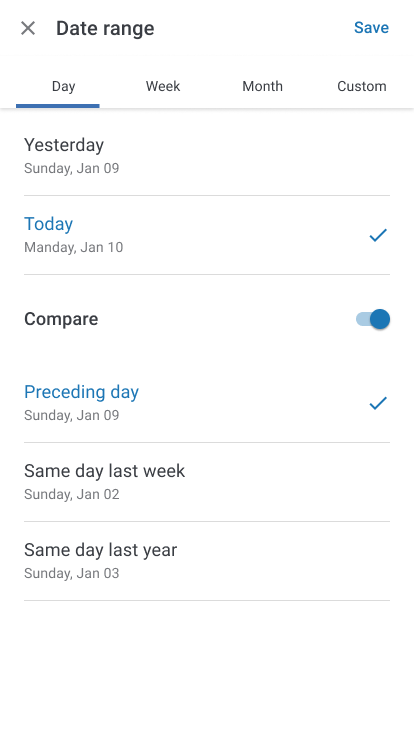 Date range
Save
Day Week Month Custom
Yesterday
Sunday, Jan 09
Today
Manday, Jan 10
Compare
Preceding day
Sunday, Jan 09
Same day last week
Sunday, Jan 02
Same day last year
Sunday, Jan 03